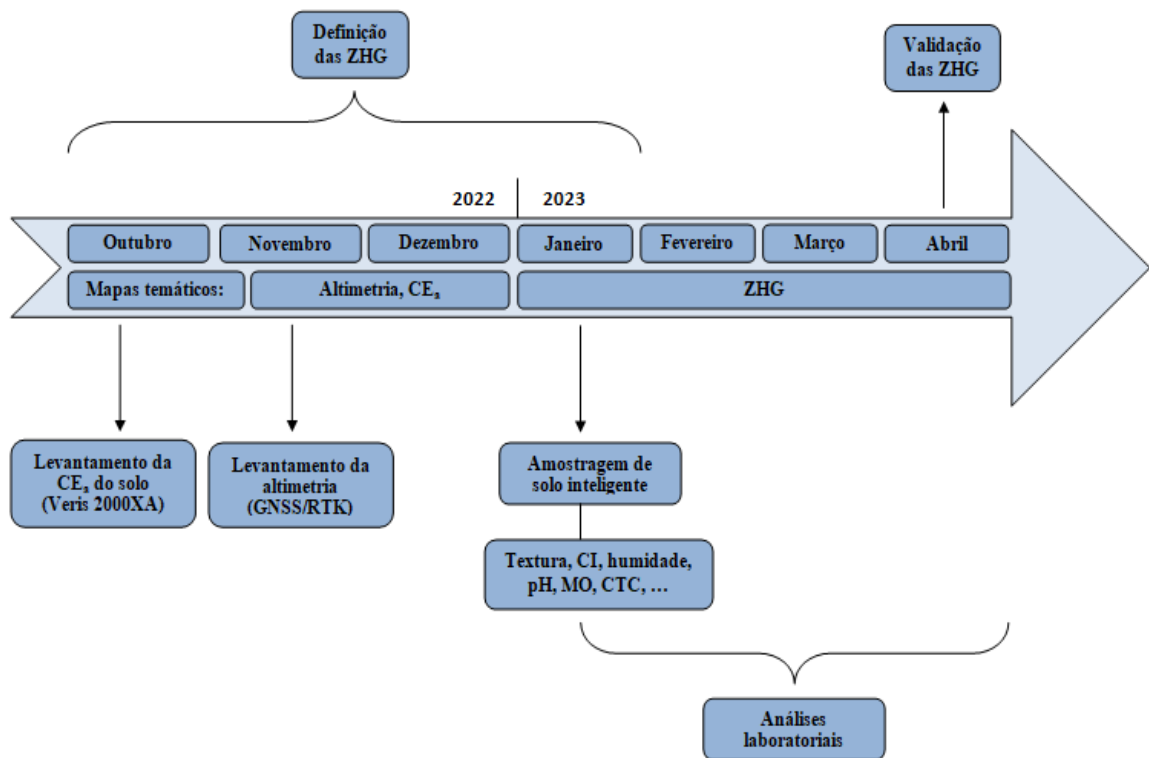 Definição
das ZHG
Validação
das ZHG
2022
2023
Outubro
Novembro
Dezembro
Janeiro
Fevereiro
Março
Abril
Mapas temáticos:
Altimetria, CEₐ
ZHG
Levantamento da
CEₐ do solo
(Veris 2000XA)
Levantamento da
altimetria
(GNSS/RTK)
Amostragem de
solo inteligente
Textura, CI, humidade,
pH, MO, CTC, ...
Análises
laboratoriais